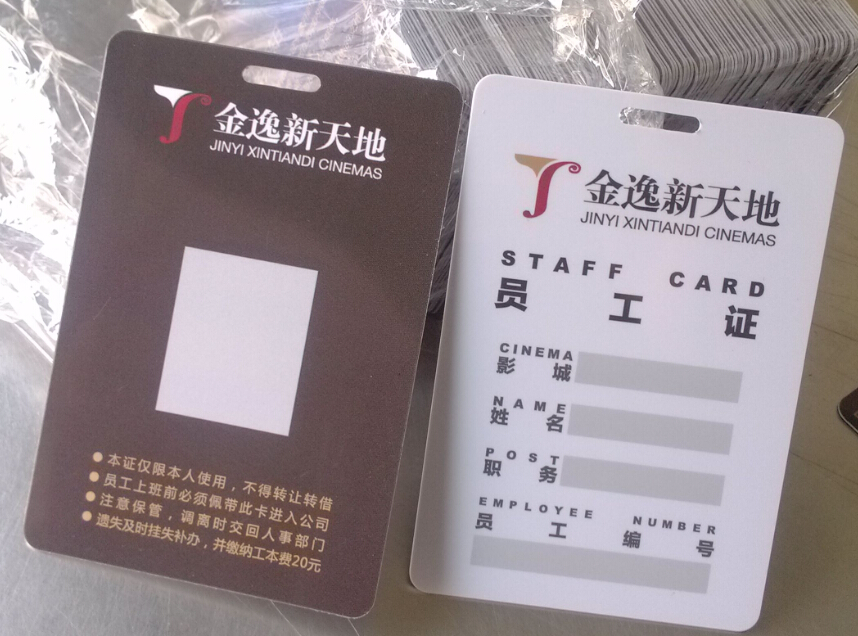 金逸新天地
JINYI XINTIANDI CINEMAS
● 本证仅限本人使用，不得转让转借
● 员工上班前必须佩带此卡进入公司
● 注意保管，调离时交回人事部门
● 遗失及时挂失补办，并缴纳工本费20元
金逸新天地
JINYI XINTIANDI CINEMAS
STAFF CARD
员工证
CINEMA
影城
NAME
姓名
POST
职务
EMPLOYEE NUMBER
员工编号